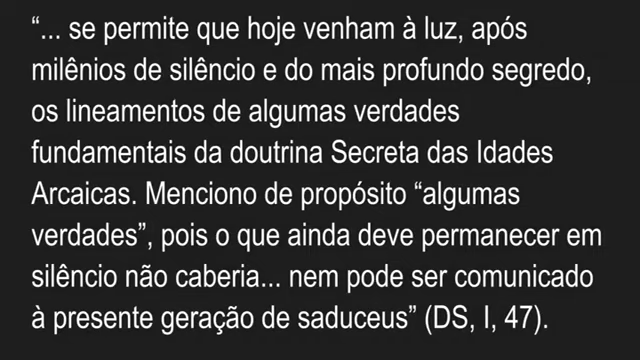 “... se permite que hoje venham à luz, após
milênios de silêncio e do mais profundo segredo,
os lineamentos de algumas verdades
fundamentais da doutrina Secreta das Idades
Arcaicas. Menciono de propósito “algumas
verdades”, pois o que ainda deve permanecer em
silêncio não caberia... nem pode ser comunicado
à presente geração de saduceus” (DS, I, 47).